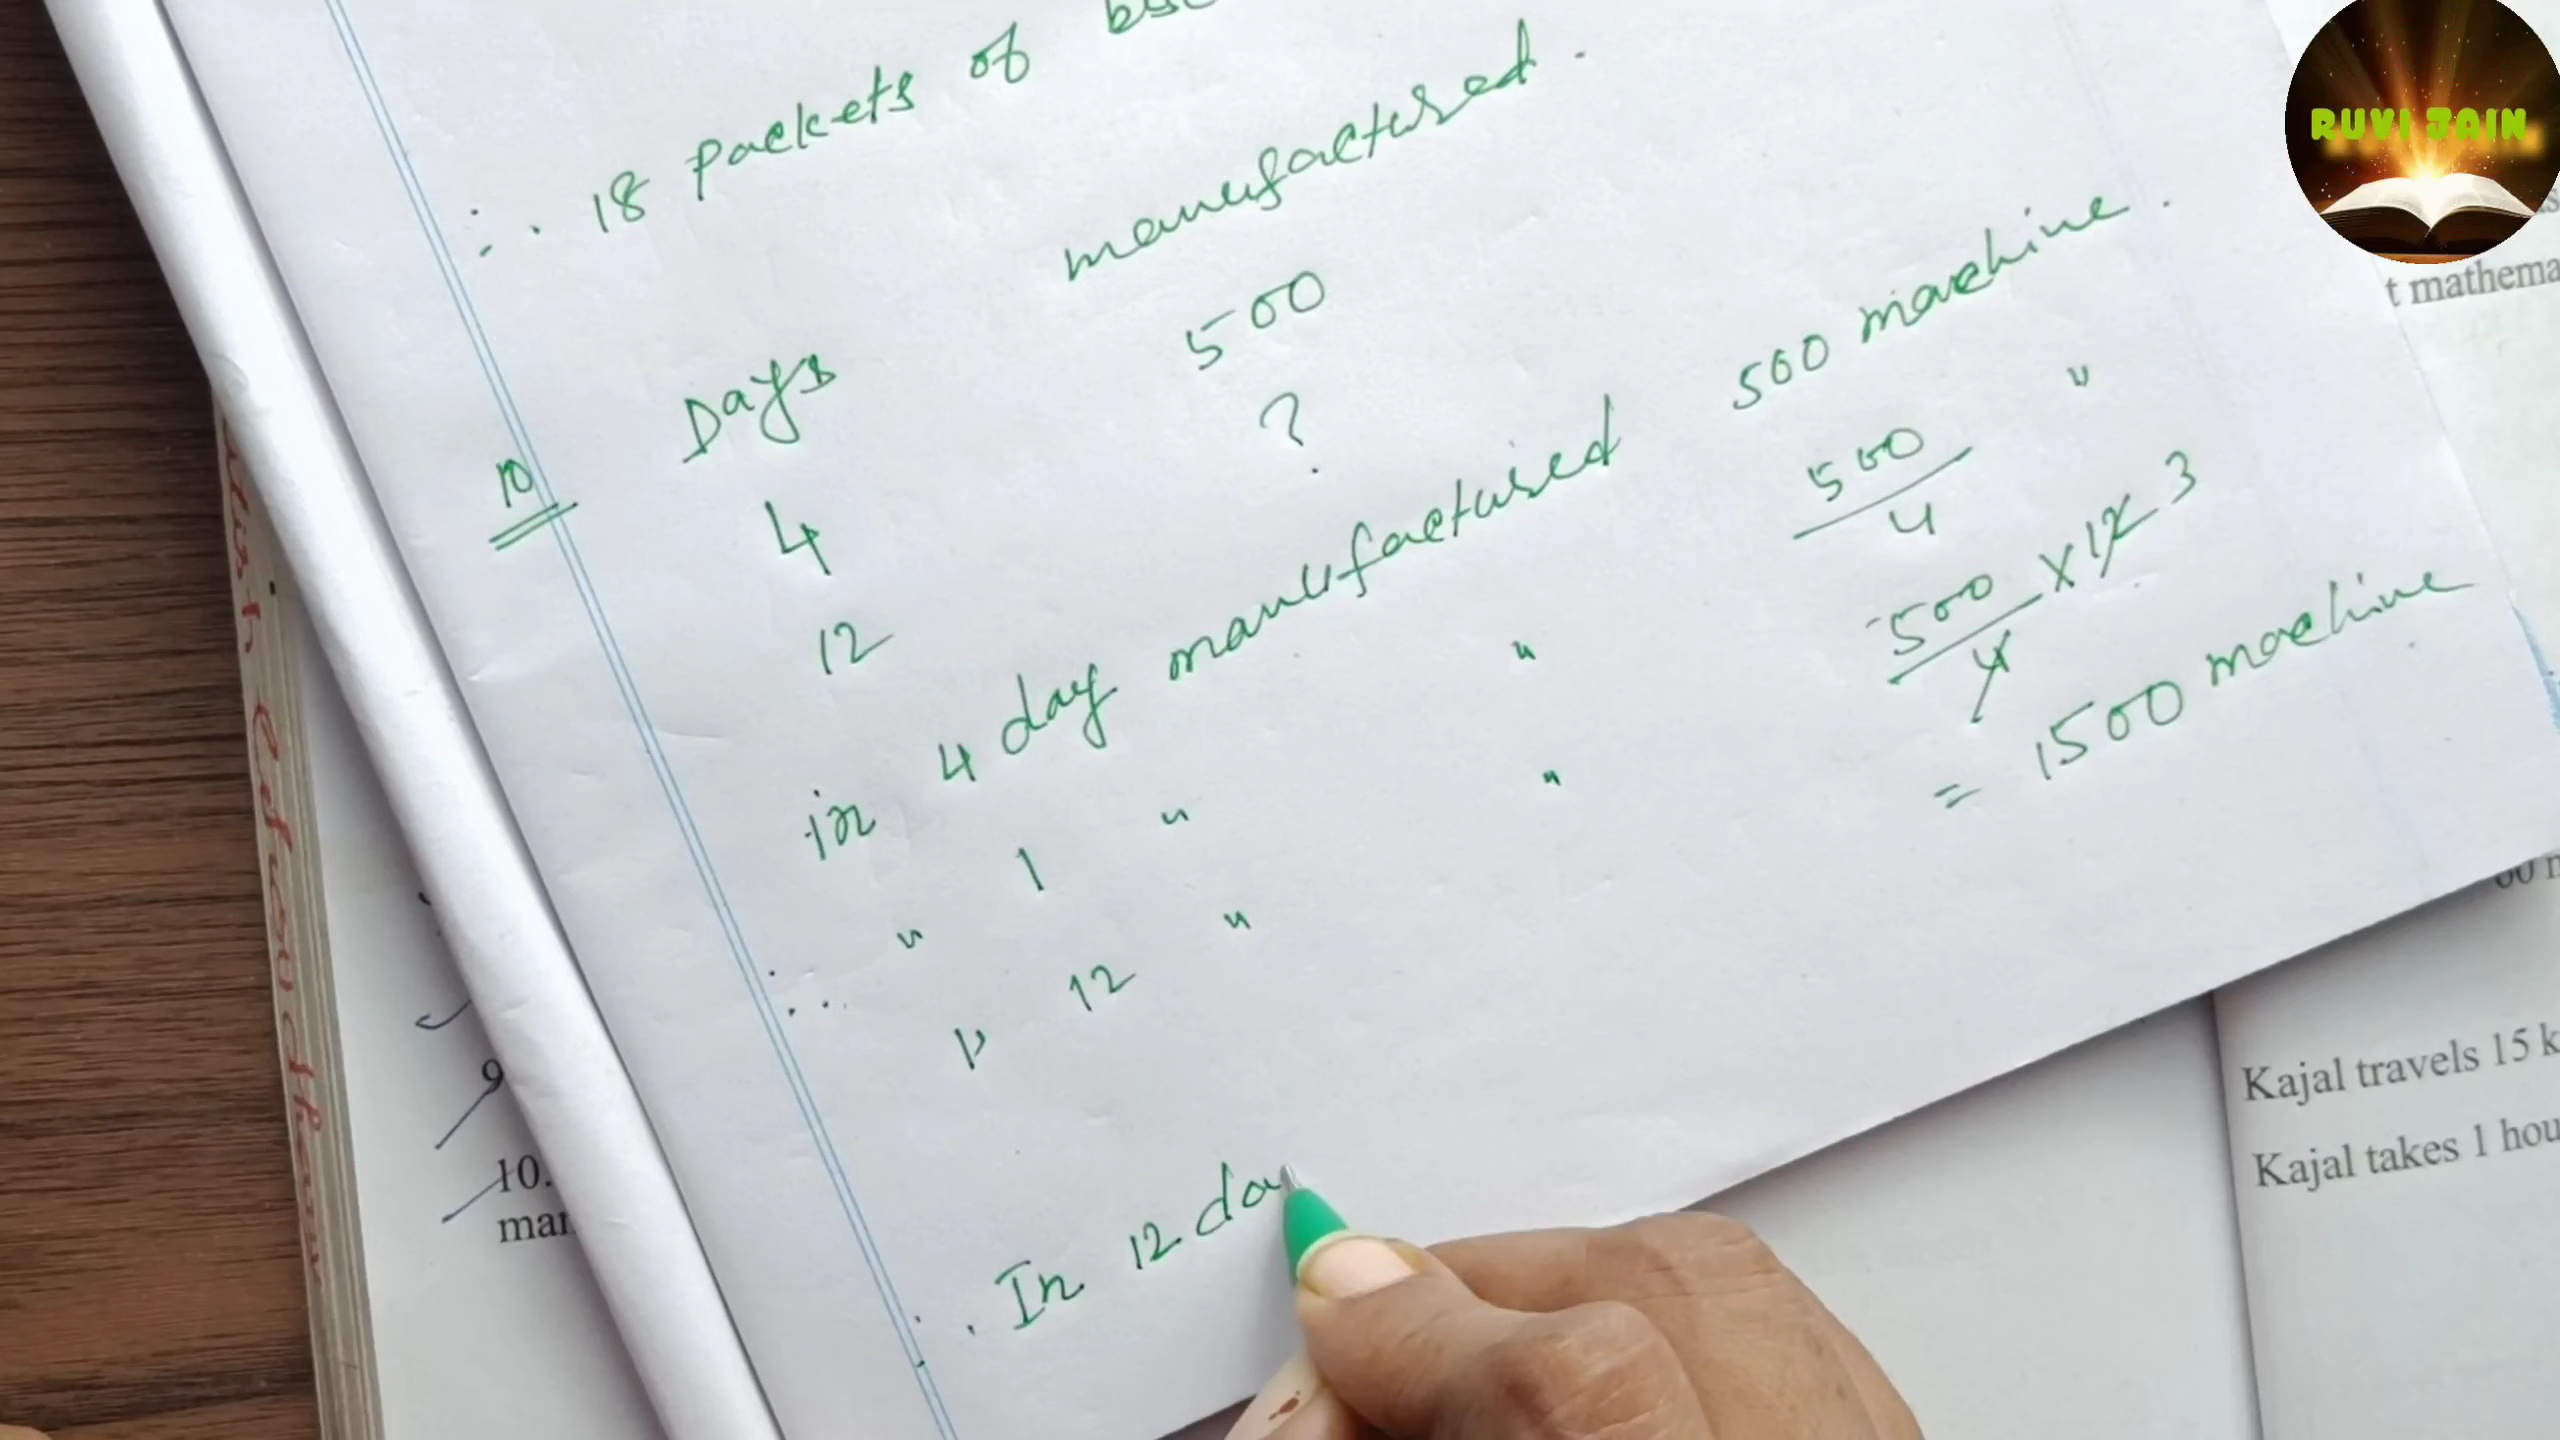 ∴ 18 packets of
Days manufactured.
10 4 500
12 ?
in 4 day manufactured 500 machine.
" 1 " " 500/4 "
∴ " 12 " " 500/4 × 12 3
= 1500 machine
∴ In 12 da
RUVI JAIN
t mathema
9
10.
man
Kajal travels 15 k
Kajal takes 1 hou